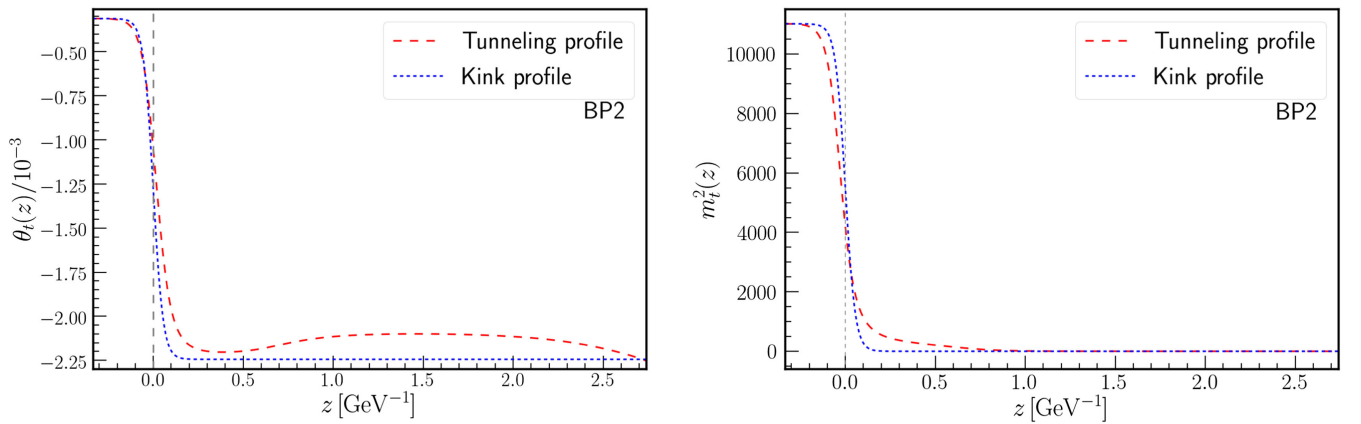 Tunneling profile
Kink profile
BP2
−0.50
−0.75
−1.00
−1.25
−1.50
−1.75
−2.00
−2.25
θt(z)/10⁻³
0.0 0.5 1.0 1.5 2.0 2.5
z [GeV⁻¹]
Tunneling profile
Kink profile
BP2
10000
8000
6000
4000
2000
0
m²t(z)
0.0 0.5 1.0 1.5 2.0 2.5
z [GeV⁻¹]